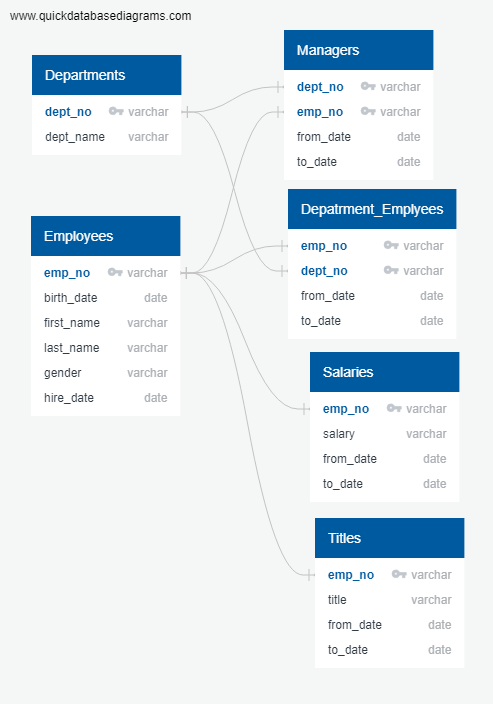 www.quickdatabasediagrams.com
Departments
dept_no varchar
dept_name varchar
Managers
dept_no varchar
emp_no varchar
from_date date
to_date date
Depatrment_Emplyees
emp_no varchar
dept_no varchar
from_date date
to_date date
Employees
emp_no varchar
birth_date date
first_name varchar
last_name varchar
gender varchar
hire_date date
Salaries
emp_no varchar
salary varchar
from_date date
to_date date
Titles
emp_no varchar
title varchar
from_date date
to_date date